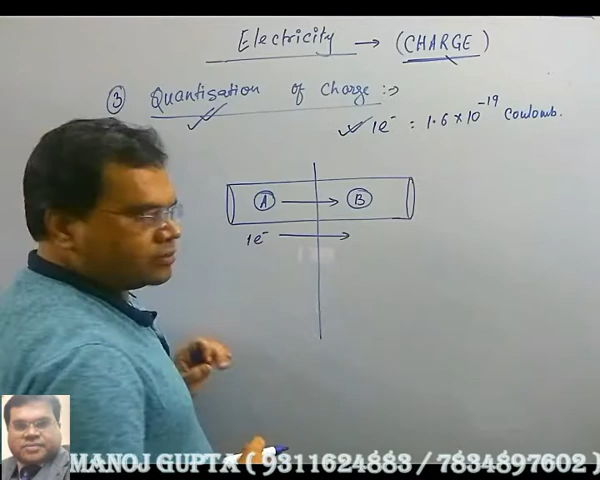 Electricity → (CHARGE)
③ Quantisation of Charge :->
1e⁻ = 1.6 × 10⁻¹⁹ Coulomb.
A → B
1e⁻ →
MANOJ GUPTA ( 9311624883 / 7834897602 )